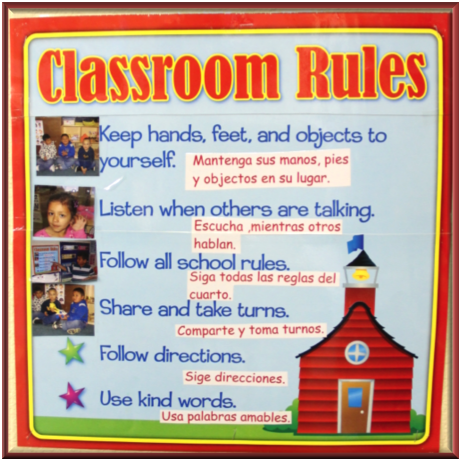 Classroom Rules
Keep hands, feet, and objects to
yourself.
Mantenga sus manos, pies
y objectos en su lugar.
Listen when others are talking.
Escucha ,mientras otros
hablan.
Follow all school rules.
Siga todas las reglas del
cuarto.
Share and take turns.
Comparte y toma turnos.
Follow directions.
Sige direcciones.
Use kind words.
Usa palabras amables.